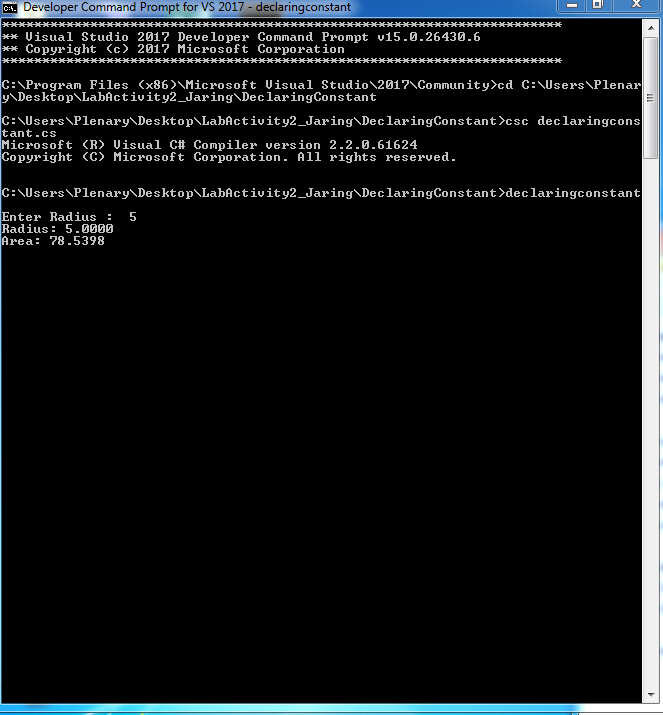 Developer Command Prompt for VS 2017 - declaringconstant
**********************************************************************
** Visual Studio 2017 Developer Command Prompt v15.0.26430.6
** Copyright (c) 2017 Microsoft Corporation
**********************************************************************
C:\Program Files (x86)\Microsoft Visual Studio\2017\Community>cd C:\Users\Plenar
y\Desktop\LabActivity2_Jaring\DeclaringConstant
C:\Users\Plenary\Desktop\LabActivity2_Jaring\DeclaringConstant>csc declaringcons
tant.cs
Microsoft (R) Visual C# Compiler version 2.2.0.61624
Copyright (C) Microsoft Corporation. All rights reserved.
C:\Users\Plenary\Desktop\LabActivity2_Jaring\DeclaringConstant>declaringconstant
Enter Radius :  5
Radius: 5.0000
Area: 78.5398